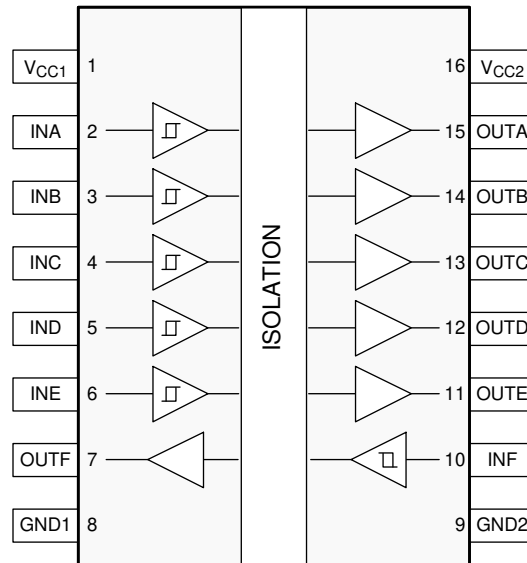 VCC1 1 16 VCC2
INA 2 15 OUTA
INB 3 14 OUTB
INC 4 13 OUTC
IND 5 12 OUTD
INE 6 11 OUTE
OUTF 7 10 INF
GND1 8 9 GND2
ISOLATION